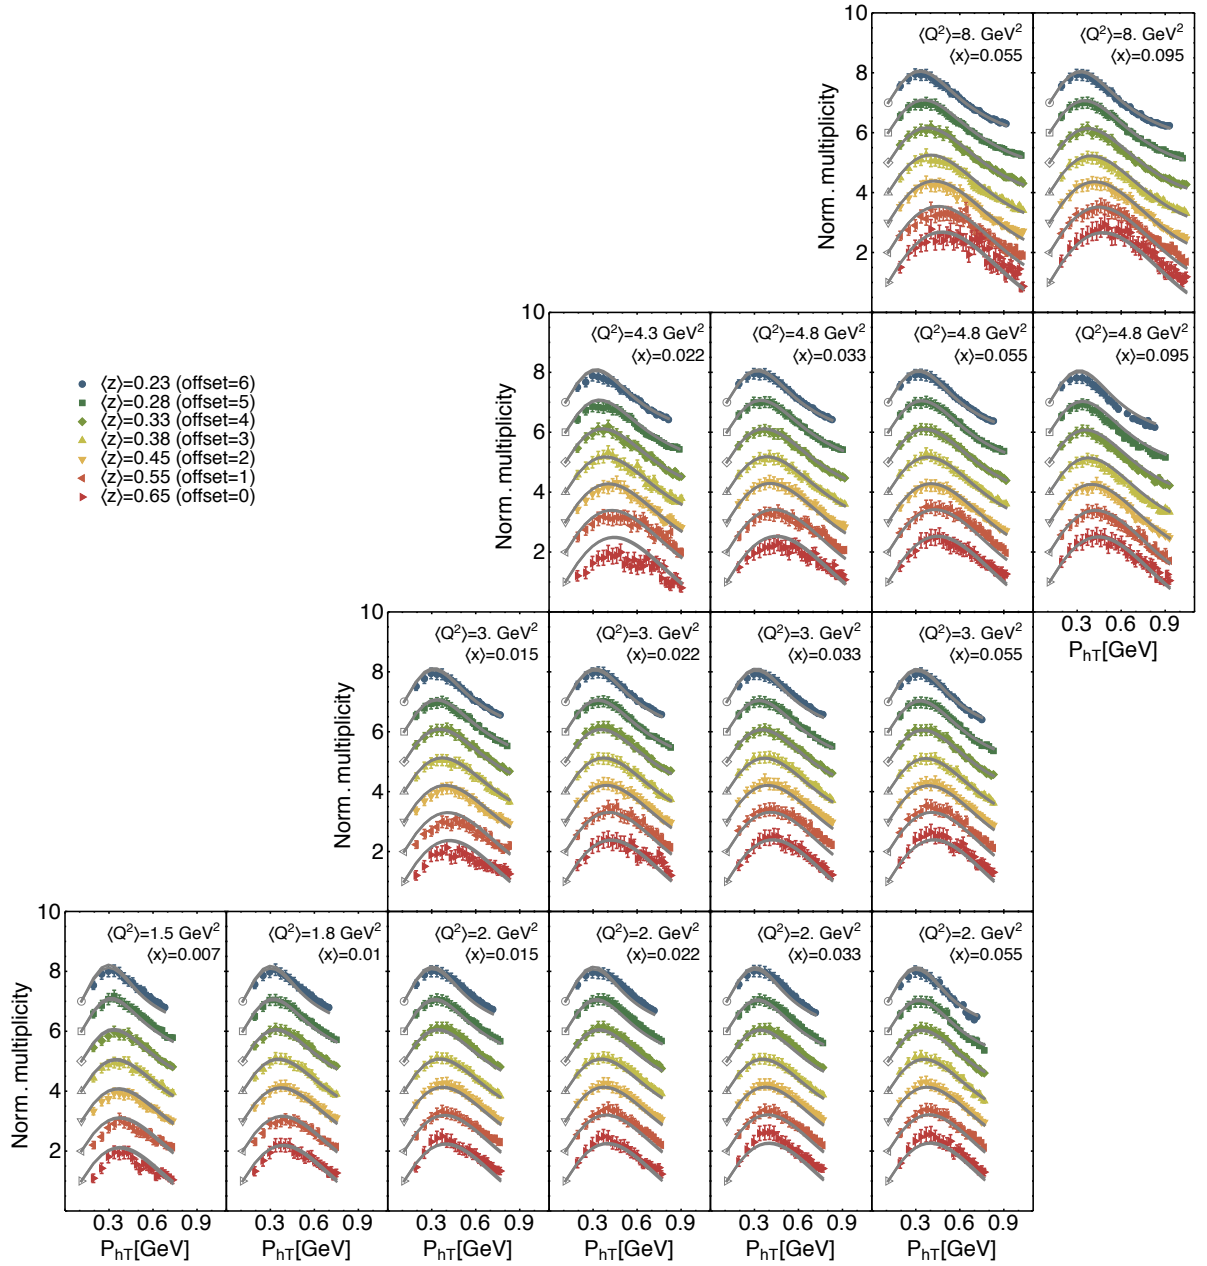 10
8
6
4
2
Norm. multiplicity
⟨Q²⟩=8. GeV²
⟨x⟩=0.055
⟨Q²⟩=8. GeV²
⟨x⟩=0.095
10
8
6
4
2
Norm. multiplicity
⟨Q²⟩=4.3 GeV²
⟨x⟩=0.022
⟨Q²⟩=4.8 GeV²
⟨x⟩=0.033
⟨Q²⟩=4.8 GeV²
⟨x⟩=0.055
⟨Q²⟩=4.8 GeV²
⟨x⟩=0.095
0.3 0.6 0.9
P_hT[GeV]
⟨z⟩=0.23 (offset=6)
⟨z⟩=0.28 (offset=5)
⟨z⟩=0.33 (offset=4)
⟨z⟩=0.38 (offset=3)
⟨z⟩=0.45 (offset=2)
⟨z⟩=0.55 (offset=1)
⟨z⟩=0.65 (offset=0)
10
8
6
4
2
Norm. multiplicity
⟨Q²⟩=3. GeV²
⟨x⟩=0.015
⟨Q²⟩=3. GeV²
⟨x⟩=0.022
⟨Q²⟩=3. GeV²
⟨x⟩=0.033
⟨Q²⟩=3. GeV²
⟨x⟩=0.055
10
8
6
4
2
Norm. multiplicity
⟨Q²⟩=1.5 GeV²
⟨x⟩=0.007
⟨Q²⟩=1.8 GeV²
⟨x⟩=0.01
⟨Q²⟩=2. GeV²
⟨x⟩=0.015
⟨Q²⟩=2. GeV²
⟨x⟩=0.022
⟨Q²⟩=2. GeV²
⟨x⟩=0.033
⟨Q²⟩=2. GeV²
⟨x⟩=0.055
0.3 0.6 0.9
P_hT[GeV]
0.3 0.6 0.9
P_hT[GeV]
0.3 0.6 0.9
P_hT[GeV]
0.3 0.6 0.9
P_hT[GeV]
0.3 0.6 0.9
P_hT[GeV]
0.3 0.6 0.9
P_hT[GeV]